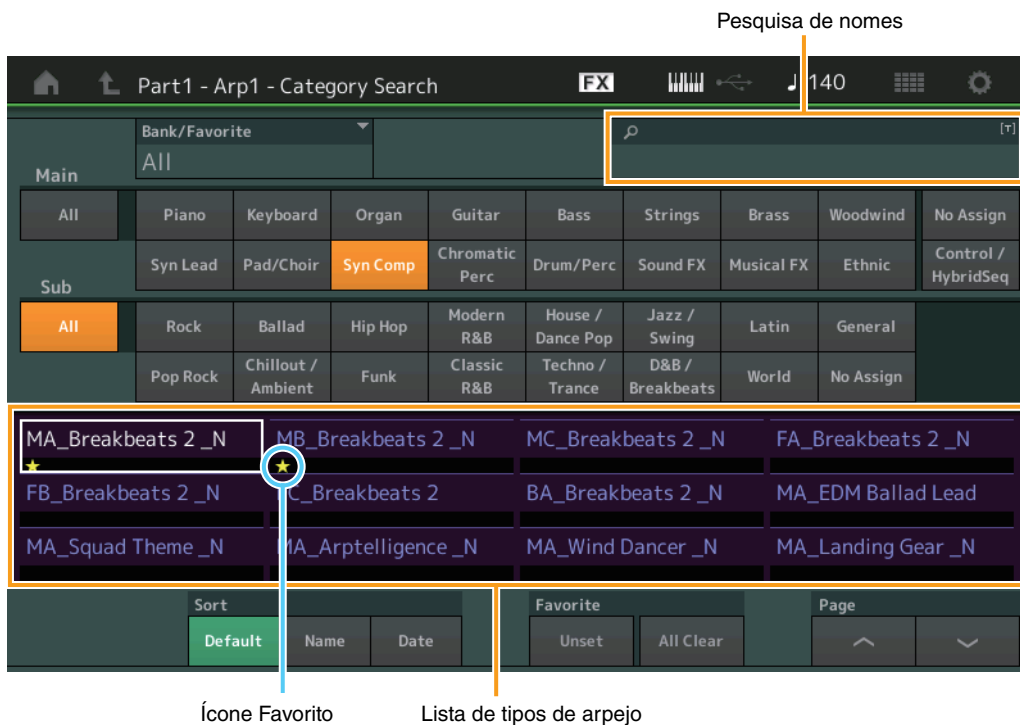 Pesquisa de nomes
Part1 - Arp1 - Category Search
FX
♩ 140
Bank/Favorite
All
[T]
Main
All
Piano
Keyboard
Organ
Guitar
Bass
Strings
Brass
Woodwind
No Assign
Syn Lead
Pad/Choir
Syn Comp
Chromatic
Perc
Drum/Perc
Sound FX
Musical FX
Ethnic
Control /
HybridSeq
Sub
All
Rock
Ballad
Hip Hop
Modern
R&B
House /
Dance Pop
Jazz /
Swing
Latin
General
Pop Rock
Chillout /
Ambient
Funk
Classic
R&B
Techno /
Trance
D&B /
Breakbeats
World
No Assign
MA_Breakbeats 2 _N
MB_Breakbeats 2 _N
MC_Breakbeats 2 _N
FA_Breakbeats 2 _N
FB_Breakbeats 2 _N
FC_Breakbeats 2
BA_Breakbeats 2 _N
MA_EDM Ballad Lead
MA_Squad Theme _N
MA_Arptelligence _N
MA_Wind Dancer _N
MA_Landing Gear _N
Sort
Default
Name
Date
Favorite
Unset
All Clear
Page
Ícone Favorito
Lista de tipos de arpejo